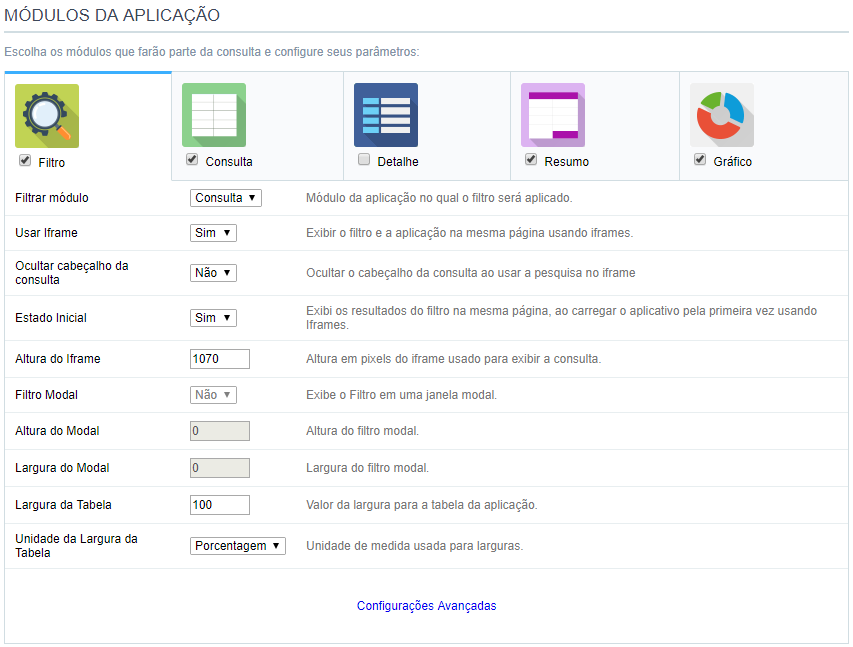 MÓDULOS DA APLICAÇÃO
Escolha os módulos que farão parte da consulta e configure seus parâmetros:
Filtro
Consulta
Detalhe
Resumo
Gráfico
Filtrar módulo
Consulta
Módulo da aplicação no qual o filtro será aplicado.
Usar Iframe
Sim
Exibir o filtro e a aplicação na mesma página usando iframes.
Ocultar cabeçalho da
consulta
Não
Ocultar o cabeçalho da consulta ao usar a pesquisa no iframe
Estado Inicial
Sim
Exibi os resultados do filtro na mesma página, ao carregar o aplicativo pela primeira vez usando
Iframes.
Altura do Iframe
1070
Altura em pixels do iframe usado para exibir a consulta.
Filtro Modal
Não
Exibe o Filtro em uma janela modal.
Altura do Modal
0
Altura do filtro modal.
Largura do Modal
0
Largura do filtro modal.
Largura da Tabela
100
Valor da largura para a tabela da aplicação.
Unidade da Largura da
Tabela
Porcentagem
Unidade de medida usada para larguras.
Configurações Avançadas